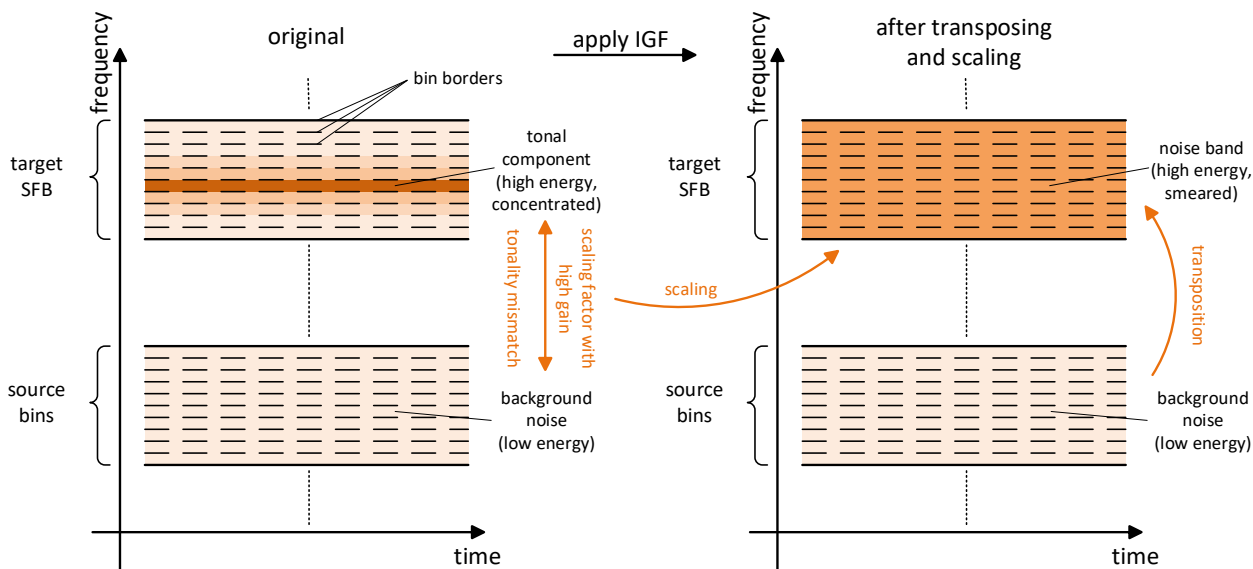 original
frequency
bin borders
target
SFB
tonal
component
(high energy,
concentrated)
tonality mismatch
scaling factor with
high gain
source
bins
background
noise
(low energy)
time
apply IGF
scaling
after transposing
and scaling
frequency
target
SFB
noise band
(high energy,
smeared)
transposition
source
bins
background
noise
(low energy)
time